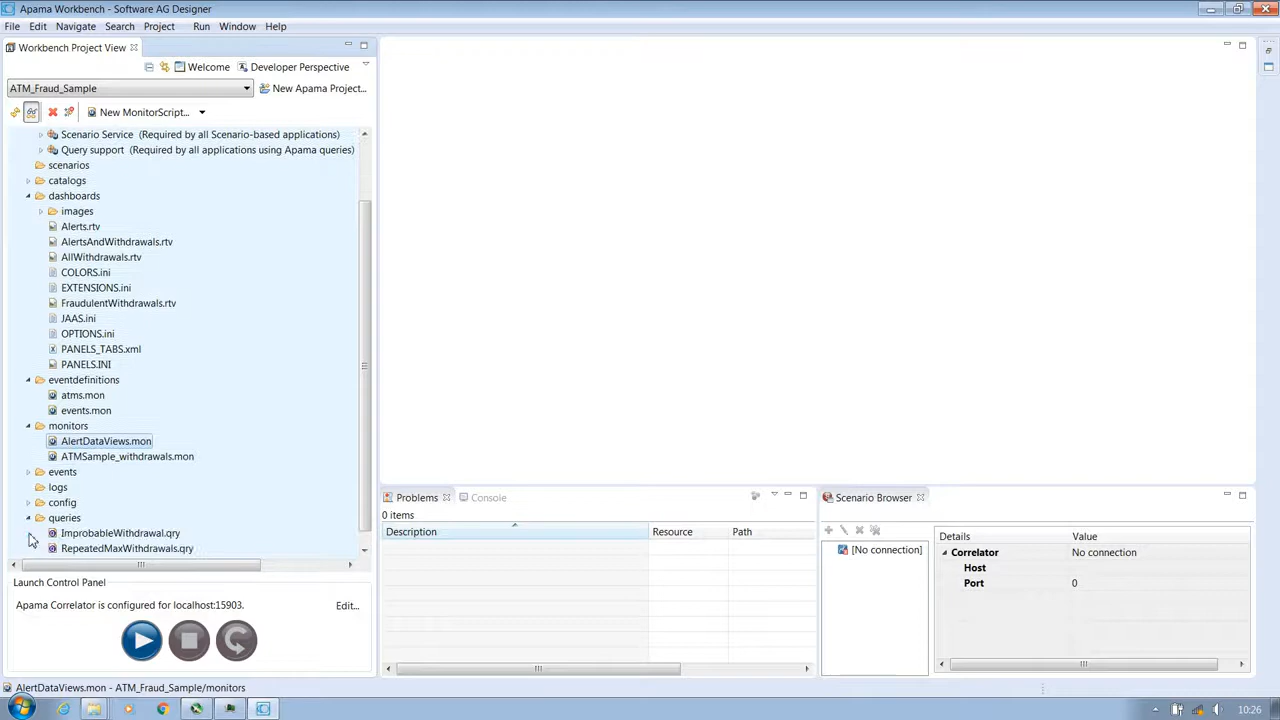 Apama Workbench - Software AG Designer
File Edit Navigate Search Project Run Window Help
Workbench Project View
Welcome Developer Perspective
ATM_Fraud_Sample New Apama Project...
New MonitorScript...
Scenario Service (Required by all Scenario-based applications)
Query support (Required by all applications using Apama queries)
scenarios
catalogs
dashboards
images
Alerts.rtv
AlertsAndWithdrawals.rtv
AllWithdrawals.rtv
COLORS.ini
EXTENSIONS.ini
FraudulentWithdrawals.rtv
JAAS.ini
OPTIONS.ini
PANELS_TABS.xml
PANELS.INI
eventdefinitions
atms.mon
events.mon
monitors
AlertDataViews.mon
ATMSample_withdrawals.mon
events
logs
config
queries
ImprobableWithdrawal.qry
RepeatedMaxWithdrawals.qry
Launch Control Panel
Apama Correlator is configured for localhost:15903. Edit...
Problems Console
0 items
Description Resource Path
Scenario Browser
[No connection]
Details Value
Correlator No connection
Host
Port 0
AlertDataViews.mon - ATM_Fraud_Sample/monitors
10:26